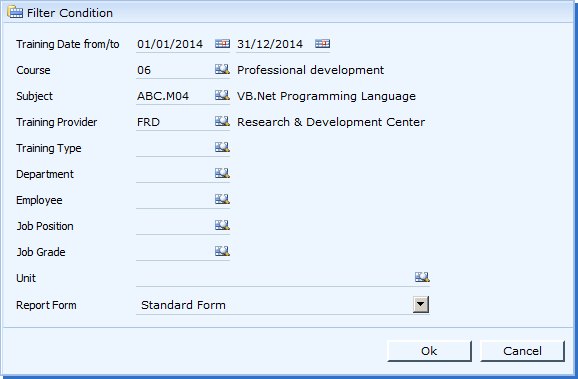 Filter Condition
Training Date from/to 01/01/2014 31/12/2014
Course 06 Professional development
Subject ABC.M04 VB.Net Programming Language
Training Provider FRD Research & Development Center
Training Type
Department
Employee
Job Position
Job Grade
Unit
Report Form Standard Form
Ok Cancel